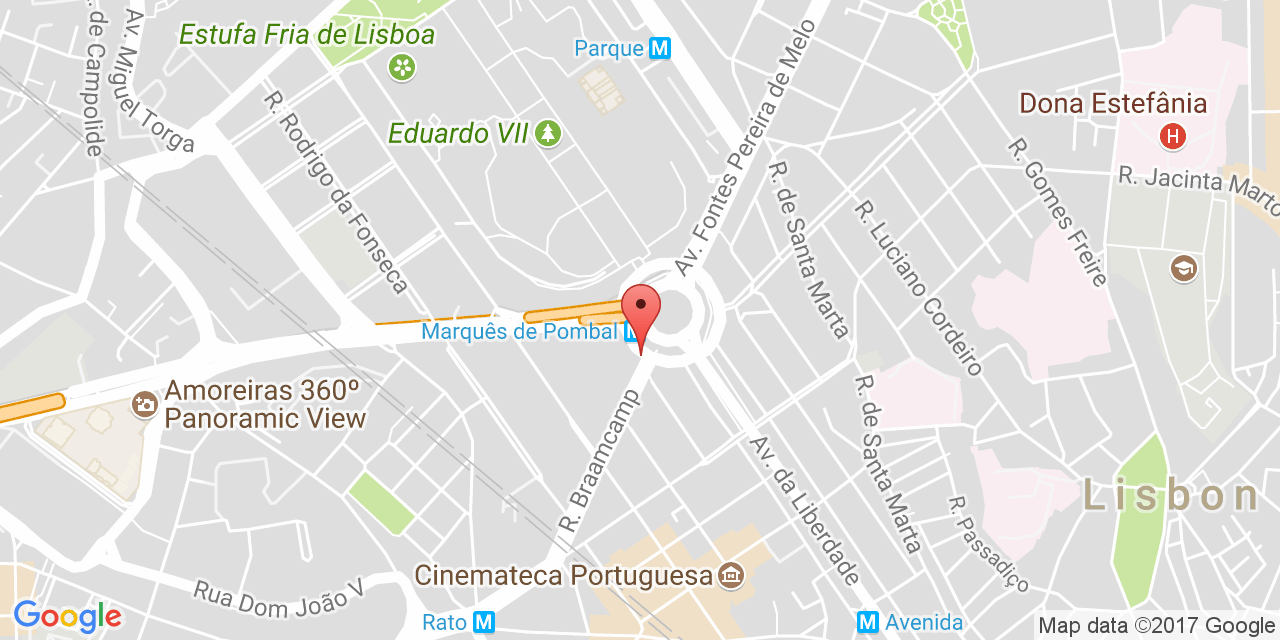 Estufa Fria de Lisboa
Parque M
Av. Miguel Torga
. de Campolide
Eduardo VII
R. Rodrigo da Fonseca
Av. Fontes Pereira de Melo
R. de Santa Marta
R. Luciano Cordeiro
R. Gomes Freire
Dona Estefânia
H
R. Jacinta Marto
Marquês de Pombal
Amoreiras 360º
Panoramic View
R. Braamcamp
Av. da Liberdade
R. de Santa Marta
R. Passadiço
Lisbon
Cinemateca Portuguesa
Rua Dom João V
Rato M
M Avenida
Google
Map data ©2017 Google